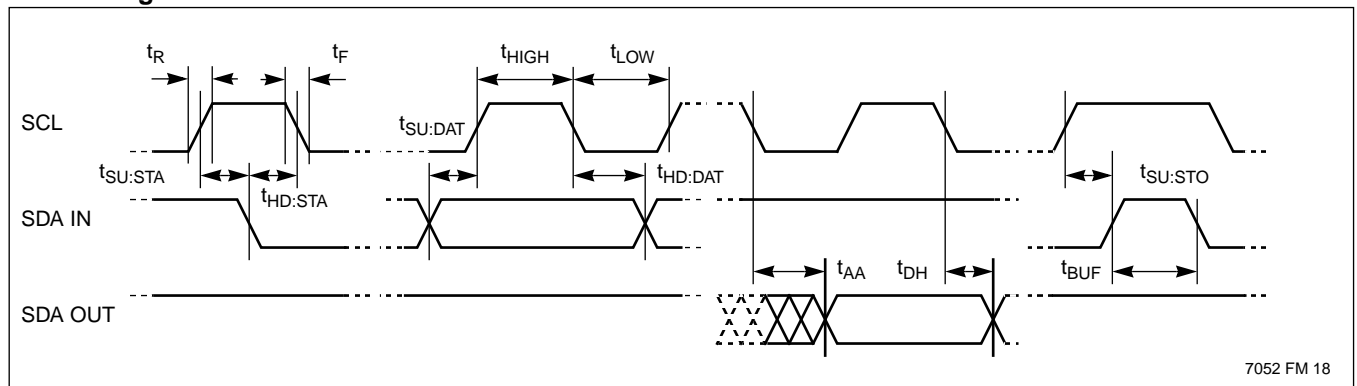 tR
tF
tHIGH
tLOW
SCL
tSU:DAT
tSU:STA
tHD:STA
tHD:DAT
tSU:STO
SDA IN
tAA
tDH
tBUF
SDA OUT
7052 FM 18